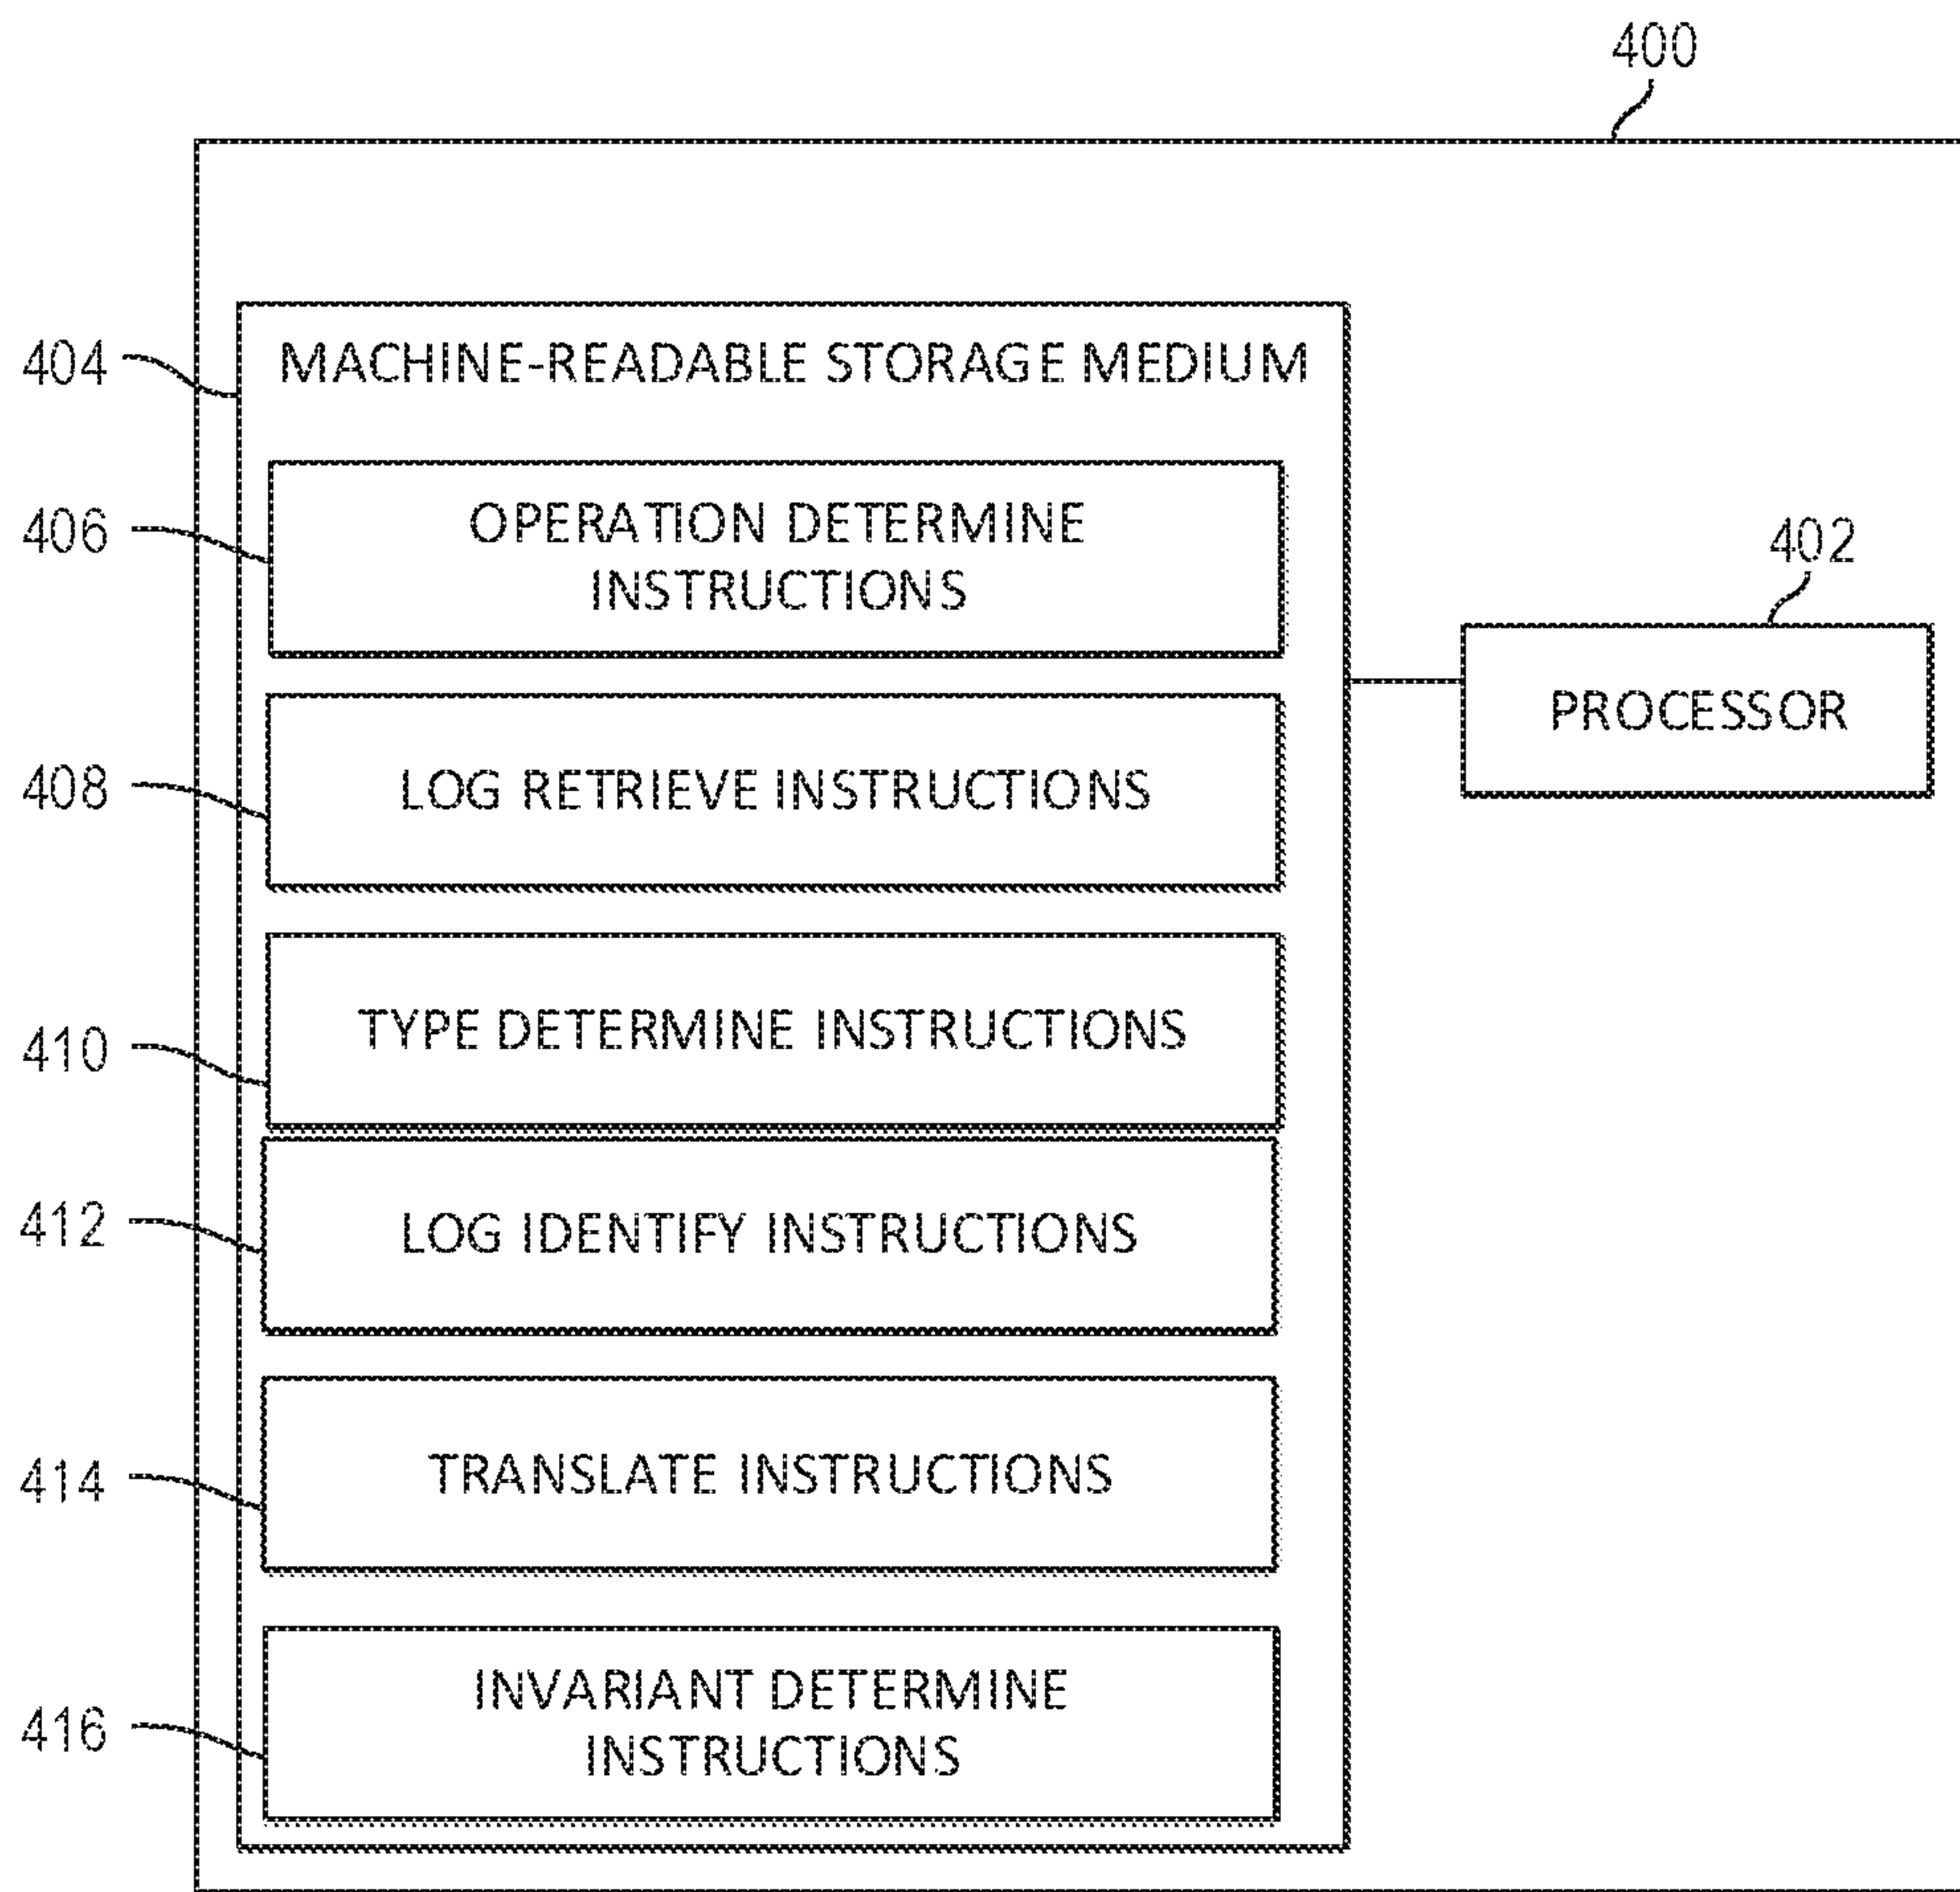 400
404
MACHINE-READABLE STORAGE MEDIUM
406
OPERATION DETERMINE
INSTRUCTIONS
402
PROCESSOR
408
LOG RETRIEVE INSTRUCTIONS
410
TYPE DETERMINE INSTRUCTIONS
412
LOG IDENTIFY INSTRUCTIONS
414
TRANSLATE INSTRUCTIONS
416
INVARIANT DETERMINE
INSTRUCTIONS